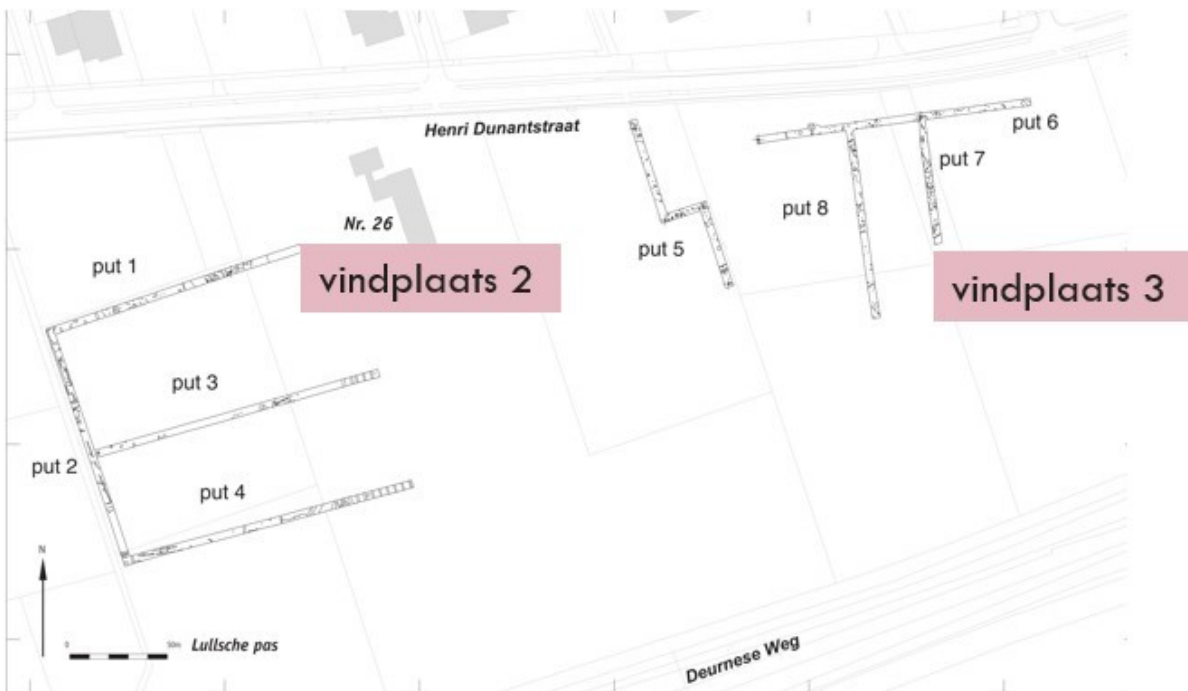 Henri Dunantstraat
put 6
put 7
put 8
Nr. 26
put 5
put 1
vindplaats 2
vindplaats 3
put 3
put 2
put 4
N
0
50m
Lullsche pas
Deurnese Weg